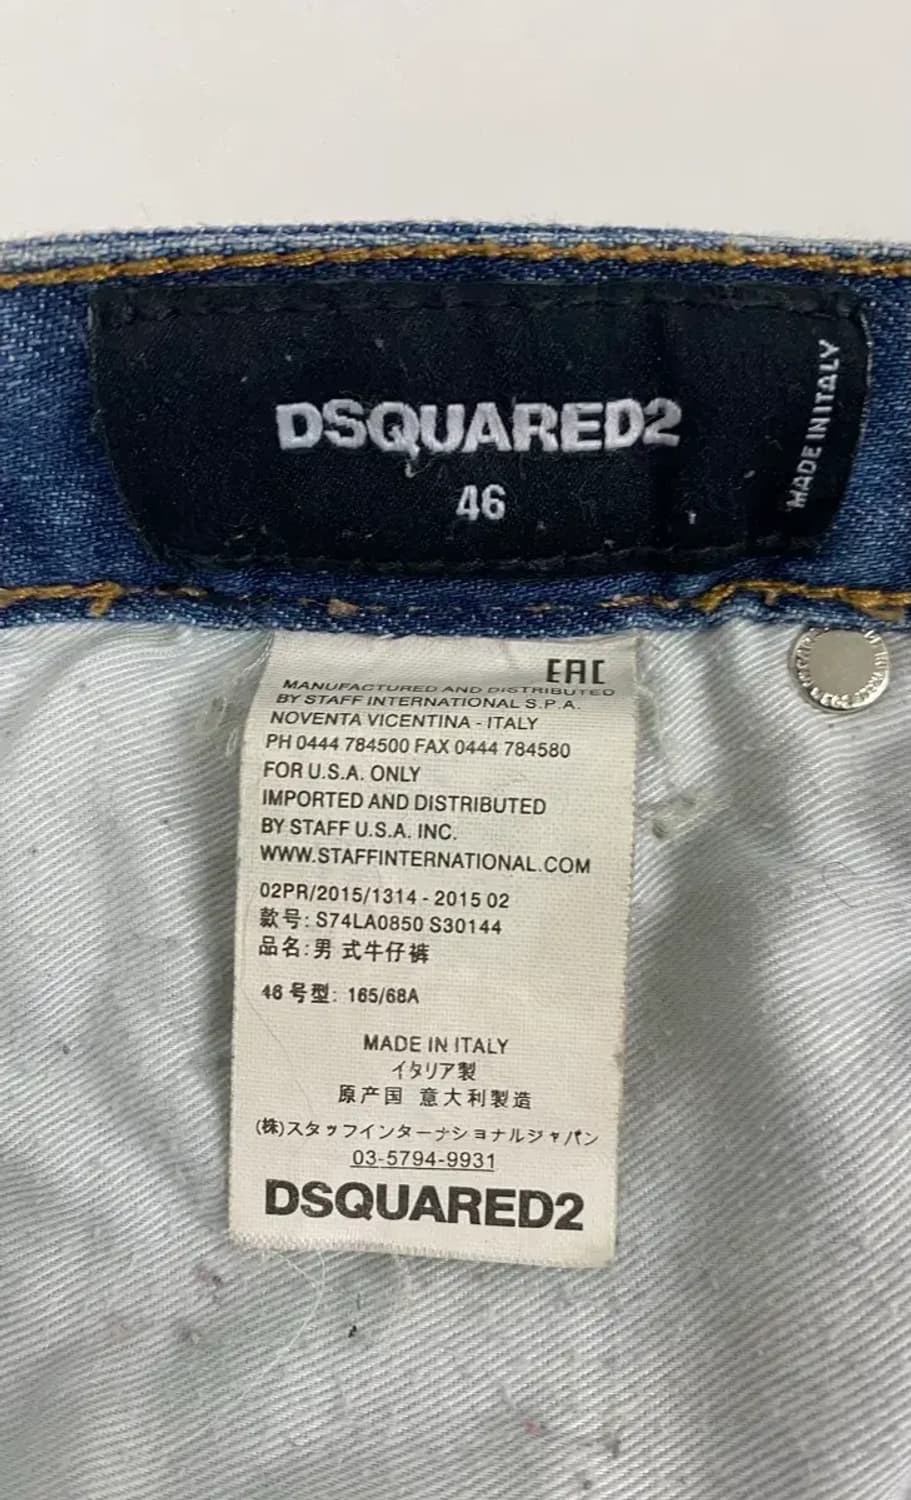 DSQUARED2
46
MADE IN ITALY
EAC
MANUFACTURED AND DISTRIBUTED
BY STAFF INTERNATIONAL S.P.A.
NOVENTA VICENTINA - ITALY
PH 0444 784500 FAX 0444 784580
FOR U.S.A. ONLY
IMPORTED AND DISTRIBUTED
BY STAFF U.S.A. INC.
WWW.STAFFINTERNATIONAL.COM
02PR/2015/1314 - 2015 02
款号: S74LA0850 S30144
品名:男 式牛仔裤
46 号型: 165/68A
MADE IN ITALY
イタリア製
原产国 意大利製造
(株)スタッフインターナショナルジャパン
03-5794-9931
DSQUARED2